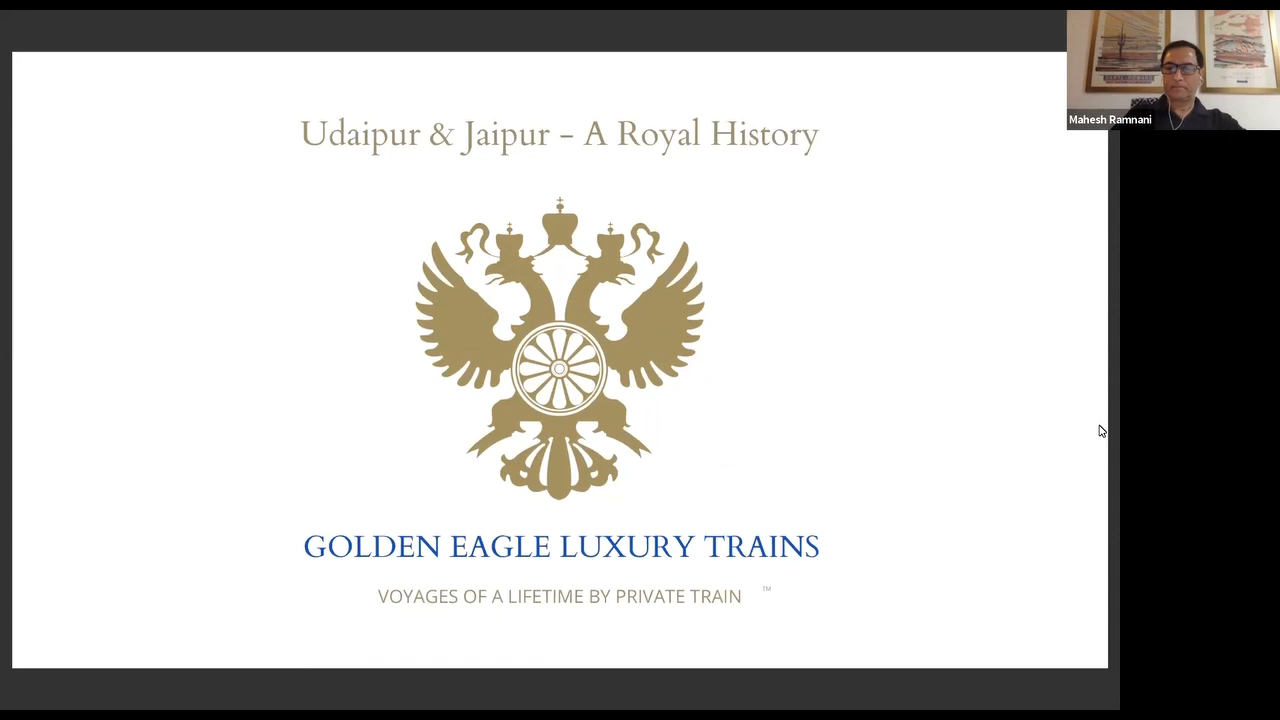 Udaipur & Jaipur - A Royal History
GOLDEN EAGLE LUXURY TRAINS
VOYAGES OF A LIFETIME BY PRIVATE TRAIN ™
Mahesh Ramnani